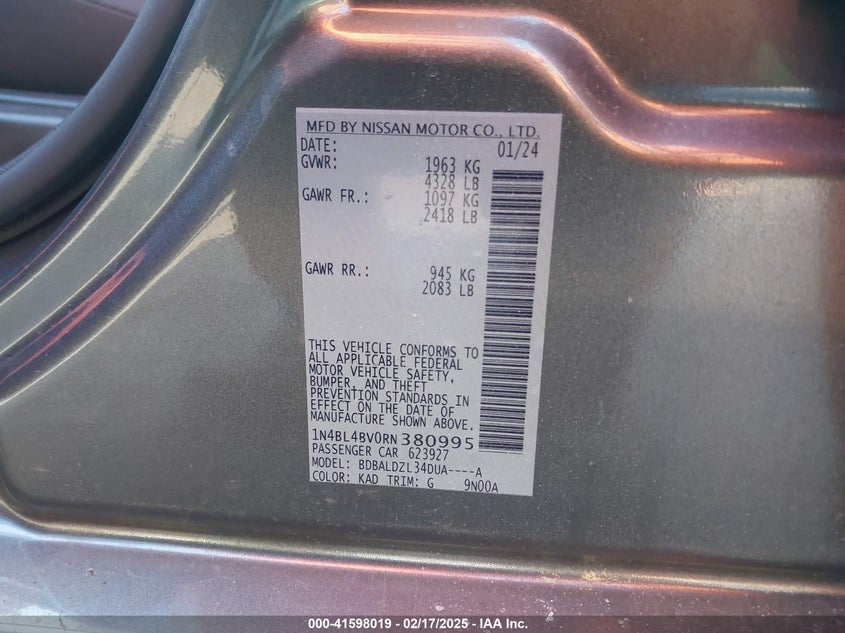 MFD BY NISSAN MOTOR CO., LTD.
DATE: 01/24
GVWR: 1963 KG
4328 LB
GAWR FR.: 1097 KG
2418 LB
GAWR RR.: 945 KG
2083 LB
THIS VEHICLE CONFORMS TO
ALL APPLICABLE FEDERAL
MOTOR VEHICLE SAFETY,
BUMPER, AND THEFT
PREVENTION STANDARDS IN
EFFECT ON THE DATE OF
MANUFACTURE SHOWN ABOVE.
1N4BL4BV0RN380995
PASSENGER CAR 623927
MODEL: BDBALDZL34DUA----A
COLOR: KAD TRIM: G 9N00A
000-41598019 — 02/17/2025 — IAA Inc.